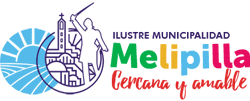 ILUSTRE MUNICIPALIDAD
Melipilla
Cercana y amable